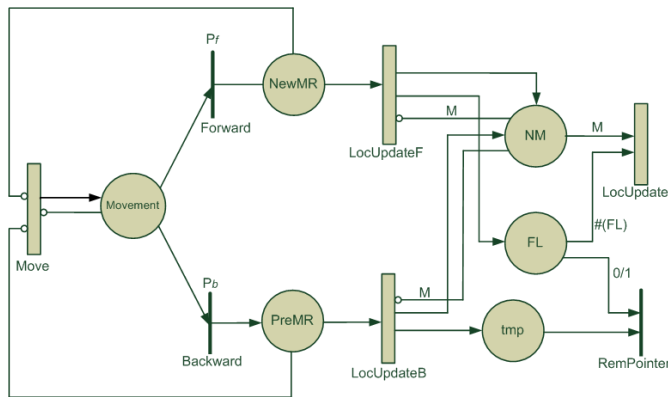 Pf
NewMR
Forward
M
NM
M
LocUpdateF
LocUpdate
Movement
Move
FL
#(FL)
0/1
Pb
M
PreMR
tmp
Backward
LocUpdateB
RemPointer